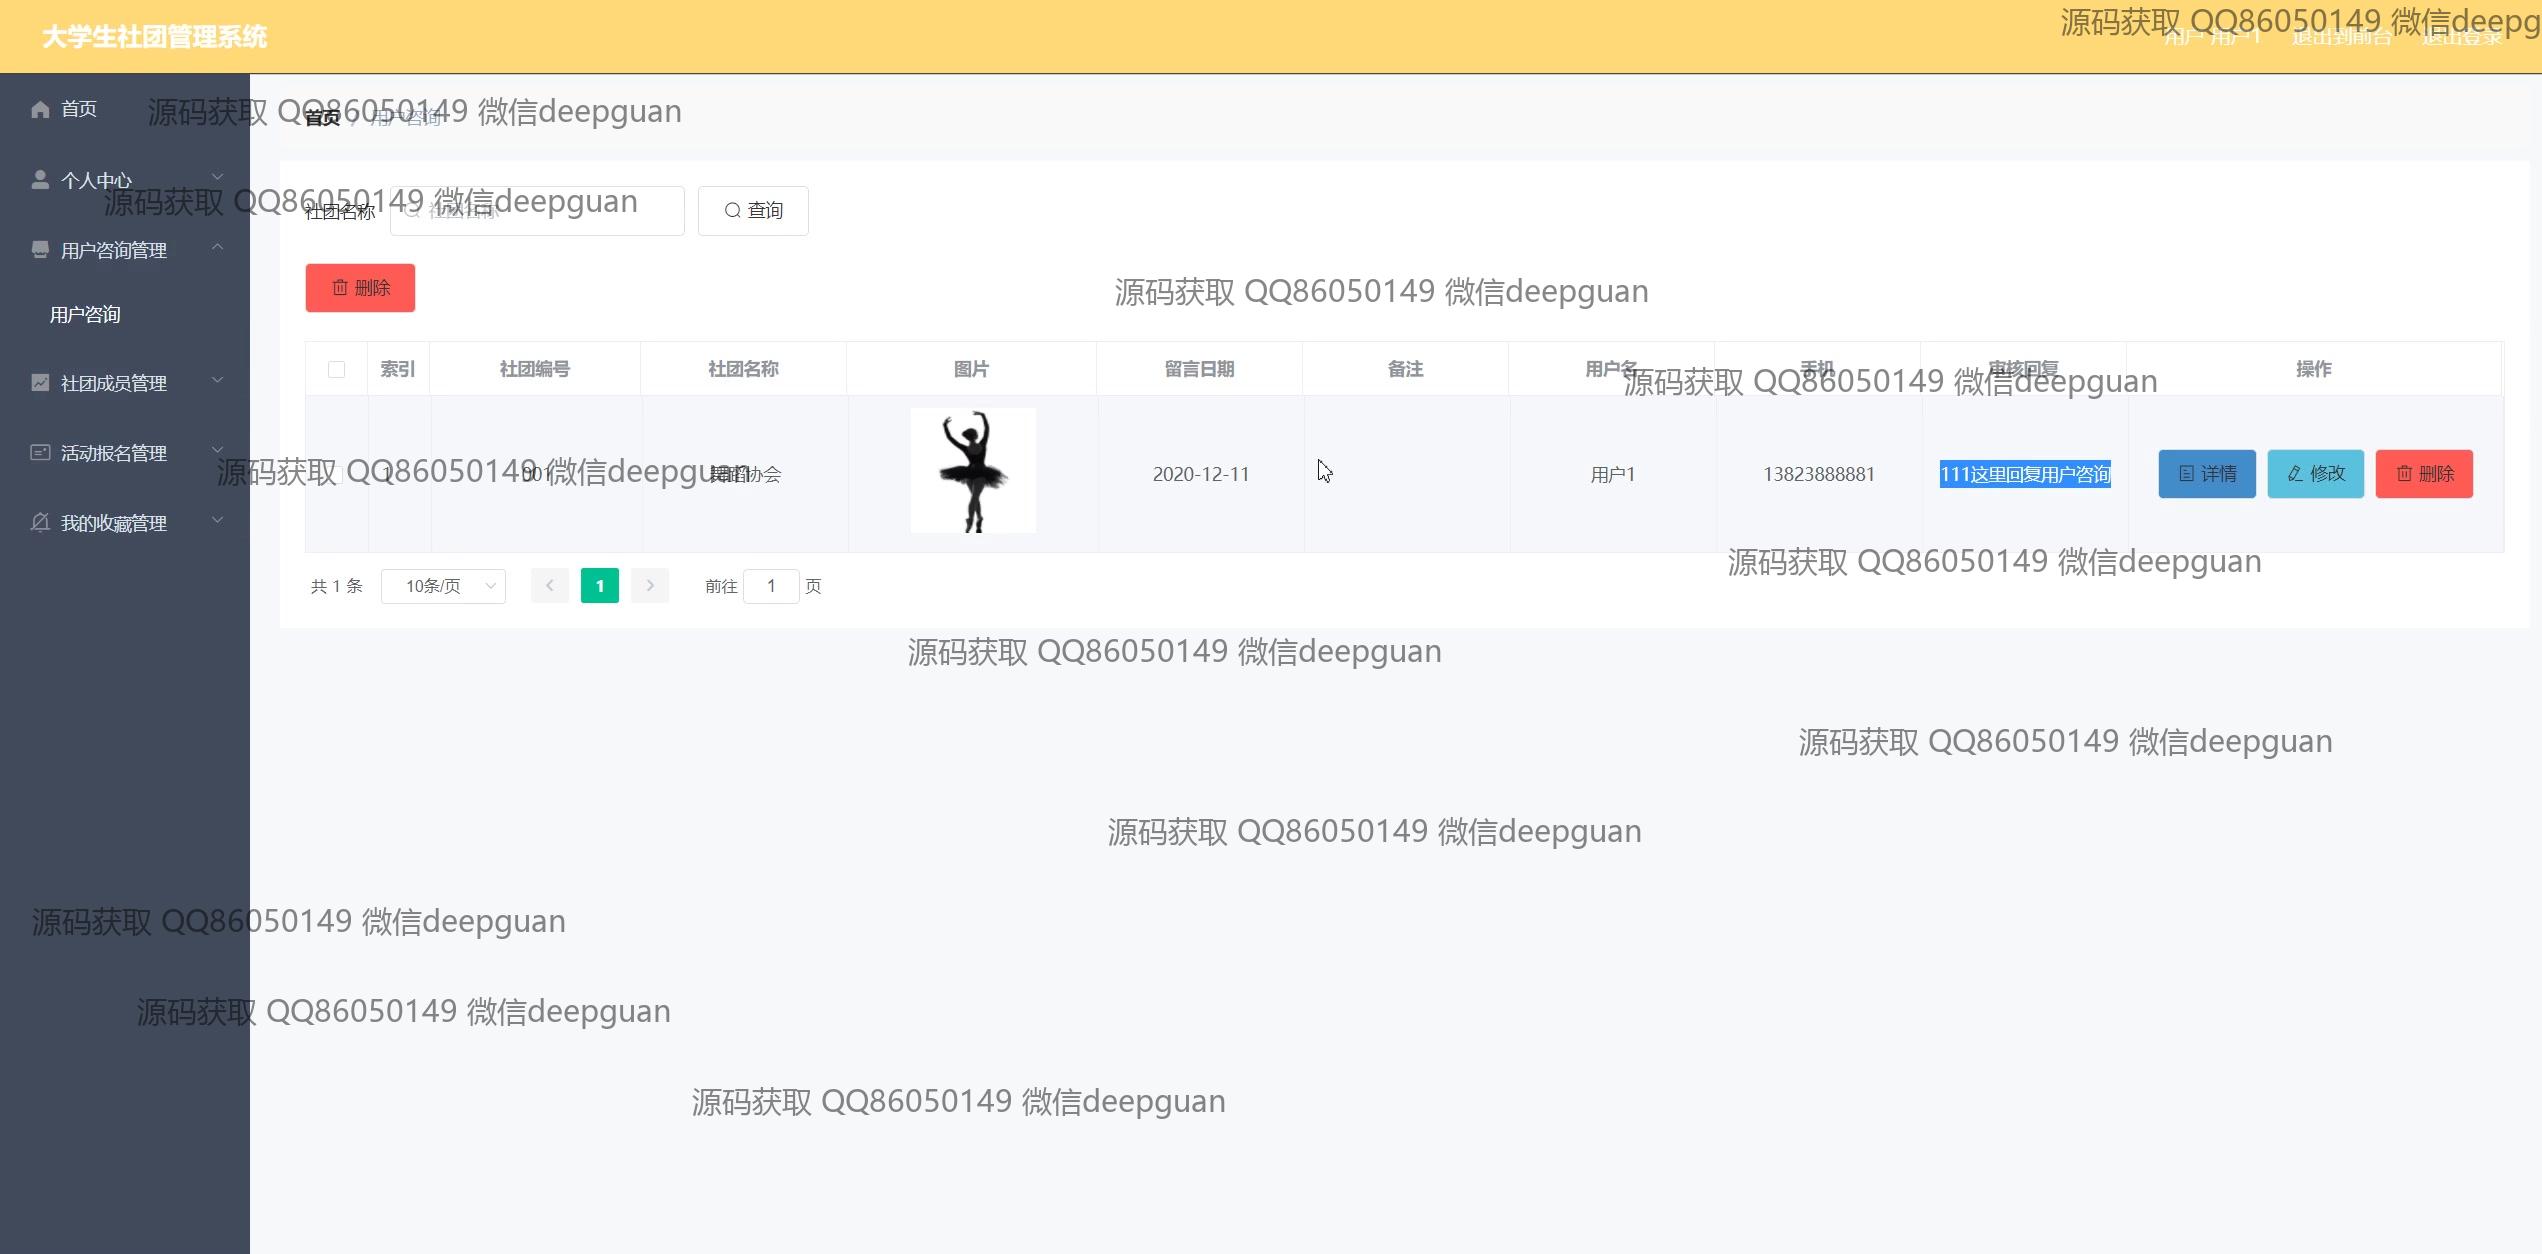 大学生社团管理系统
源码获取 QQ86050149 微信deepg
用户 用户1 退出到前台 退出登录
首页
源码获取 QQ86050149 微信deepguan
首页 / 用户咨询
个人中心
源码获取 QQ86050149 微信deepguan
社团名称 社团名称 查询
用户咨询管理
删除
源码获取 QQ86050149 微信deepguan
用户咨询
索引 社团编号 社团名称 图片 留言日期 备注 用户名 手机 审核回复 操作
源码获取 QQ86050149 微信deepguan
社团成员管理
活动报名管理
源码获取 QQ86050149 微信deepguan
1 001 舞蹈协会 2020-12-11 用户1 13823888881 111这里回复用户咨询 详情 修改 删除
我的收藏管理
源码获取 QQ86050149 微信deepguan
共 1 条 10条/页 1 前往 1 页
源码获取 QQ86050149 微信deepguan
源码获取 QQ86050149 微信deepguan
源码获取 QQ86050149 微信deepguan
源码获取 QQ86050149 微信deepguan
源码获取 QQ86050149 微信deepguan
源码获取 QQ86050149 微信deepguan